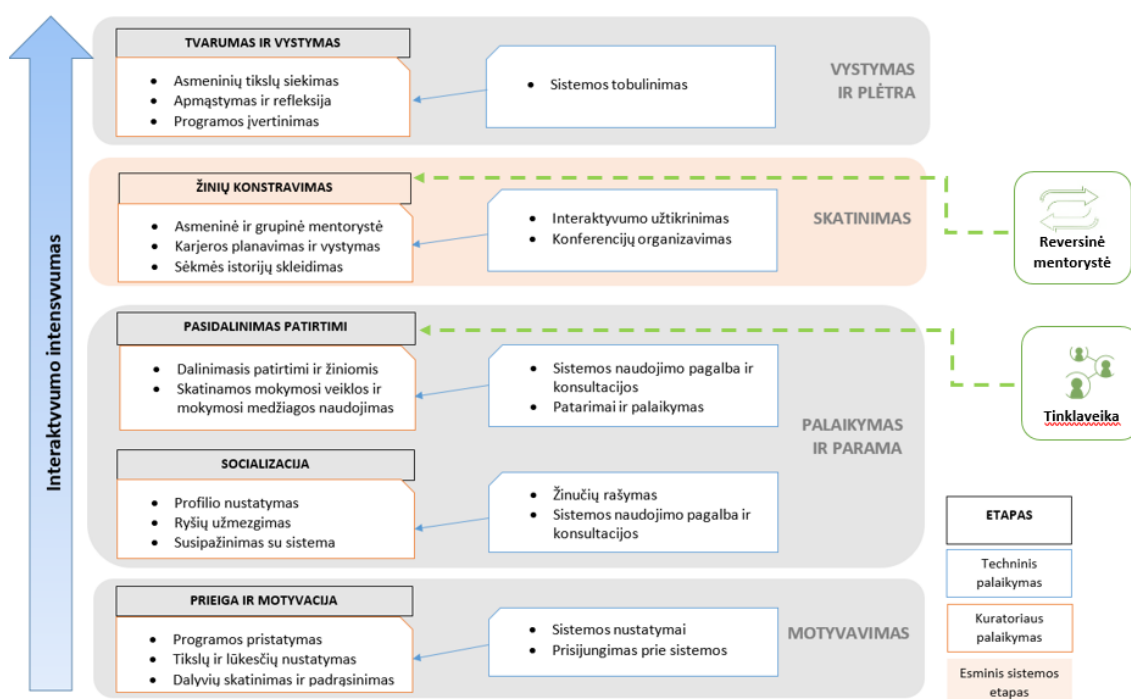 Interaktyvumo intensyvumas
TVARUMAS IR VYSTYMAS
• Asmeninių tikslų siekimas
• Apmąstymas ir refleksija
• Programos įvertinimas
• Sistemos tobulinimas
VYSTYMAS
IR PLĖTRA
ŽINIŲ KONSTRAVIMAS
• Asmeninė ir grupinė mentorystė
• Karjeros planavimas ir vystymas
• Sėkmės istorijų skleidimas
• Interaktyvumo užtikrinimas
• Konferencijų organizavimas
SKATINIMAS
Reversinė
mentorystė
PASIDALINIMAS PATIRTIMI
• Dalinimasis patirtimi ir žiniomis
• Skatinamos mokymosi veiklos ir
mokymosi medžiagos naudojimas
• Sistemos naudojimo pagalba ir
konsultacijos
• Patarimai ir palaikymas
PALAIKYMAS
IR PARAMA
Tinklaveika
SOCIALIZACIJA
• Profilio nustatymas
• Ryšių užmezgimas
• Susipažinimas su sistema
• Žinučių rašymas
• Sistemos naudojimo pagalba ir
konsultacijos
PRIEIGA IR MOTYVACIJA
• Programos pristatymas
• Tikslų ir lūkesčių nustatymas
• Dalyvių skatinimas ir padrąsinimas
• Sistemos nustatymai
• Prisijungimas prie sistemos
MOTYVAVIMAS
ETAPAS
Techninis
palaikymas
Kuratoriaus
palaikymas
Esminis sistemos
etapas